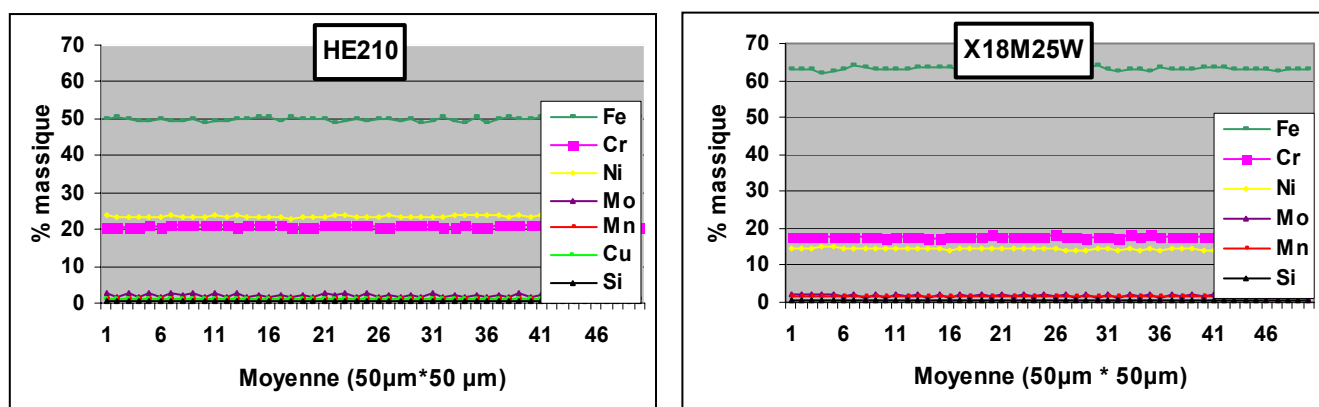 HE210
70
60
50
40
30
20
10
0
% massique
Fe
Cr
Ni
Mo
Mn
Cu
Si
1 6 11 16 21 26 31 36 41 46
Moyenne (50µm*50 µm)
X18M25W
70
60
50
40
30
20
10
0
% massique
Fe
Cr
Ni
Mo
Mn
Si
1 6 11 16 21 26 31 36 41 46
Moyenne (50µm * 50µm)